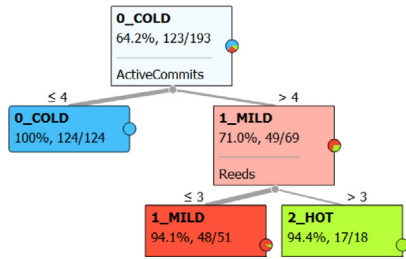 0_COLD
64.2%, 123/193
ActiveCommits
≤ 4
> 4
0_COLD
100%, 124/124
1_MILD
71.0%, 49/69
Reeds
≤ 3
> 3
1_MILD
94.1%, 48/51
2_HOT
94.4%, 17/18